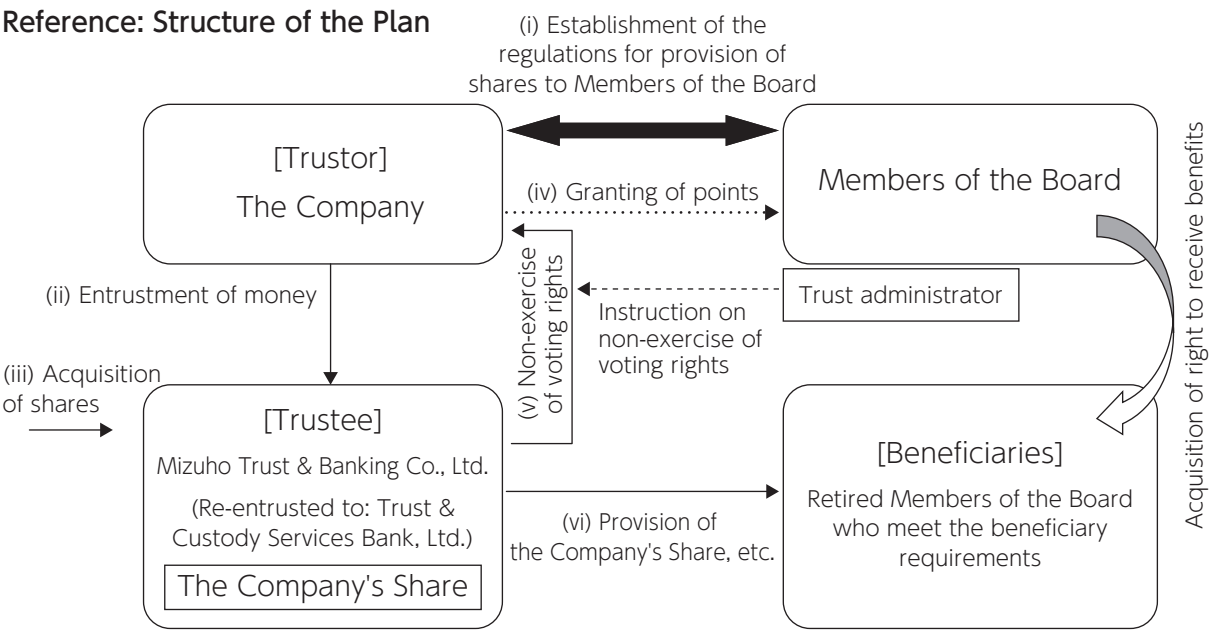 Reference: Structure of the Plan
(i) Establishment of the
regulations for provision of
shares to Members of the Board
[Trustor]
The Company
Members of the Board
(iv) Granting of points
(ii) Entrustment of money
(v) Non-exercise
of voting rights
Instruction on
non-exercise of
voting rights
Trust administrator
Acquisition of right to receive benefits
(iii) Acquisition
of shares
[Trustee]
Mizuho Trust & Banking Co., Ltd.
(Re-entrusted to: Trust &
Custody Services Bank, Ltd.)
The Company's Share
(vi) Provision of
the Company's Share, etc.
[Beneficiaries]
Retired Members of the Board
who meet the beneficiary
requirements